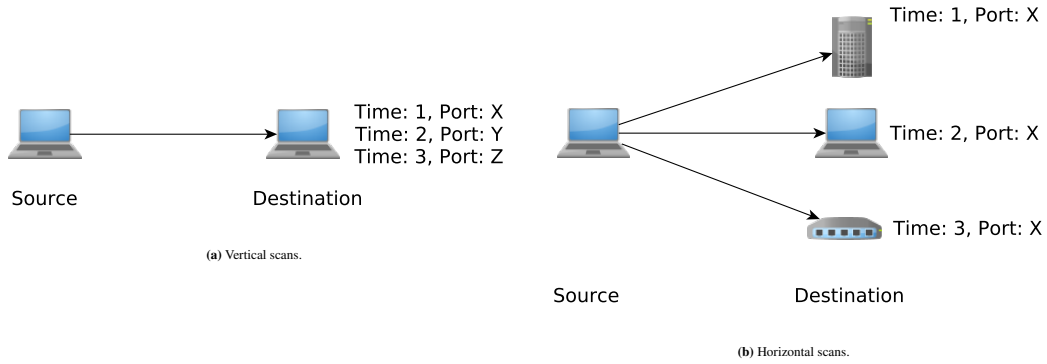 Time: 1, Port: X
Time: 2, Port: Y
Time: 3, Port: Z
Source
Destination
(a) Vertical scans.
Time: 1, Port: X
Time: 2, Port: X
Time: 3, Port: X
Source
Destination
(b) Horizontal scans.